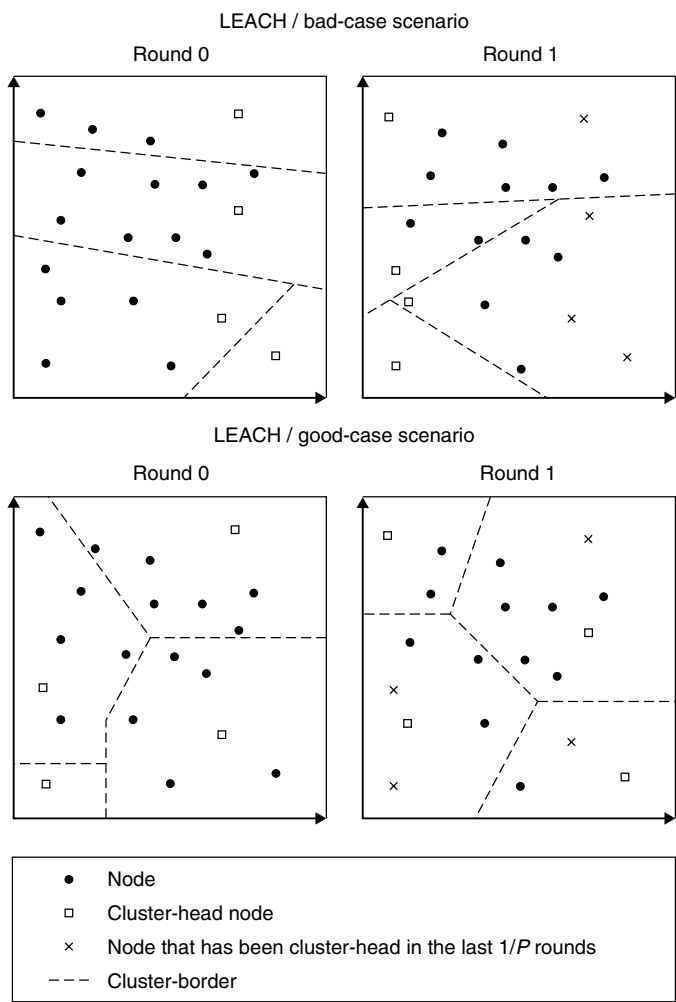 LEACH / bad-case scenario
Round 0
Round 1
LEACH / good-case scenario
Round 0
Round 1
Node
Cluster-head node
Node that has been cluster-head in the last 1/P rounds
Cluster-border